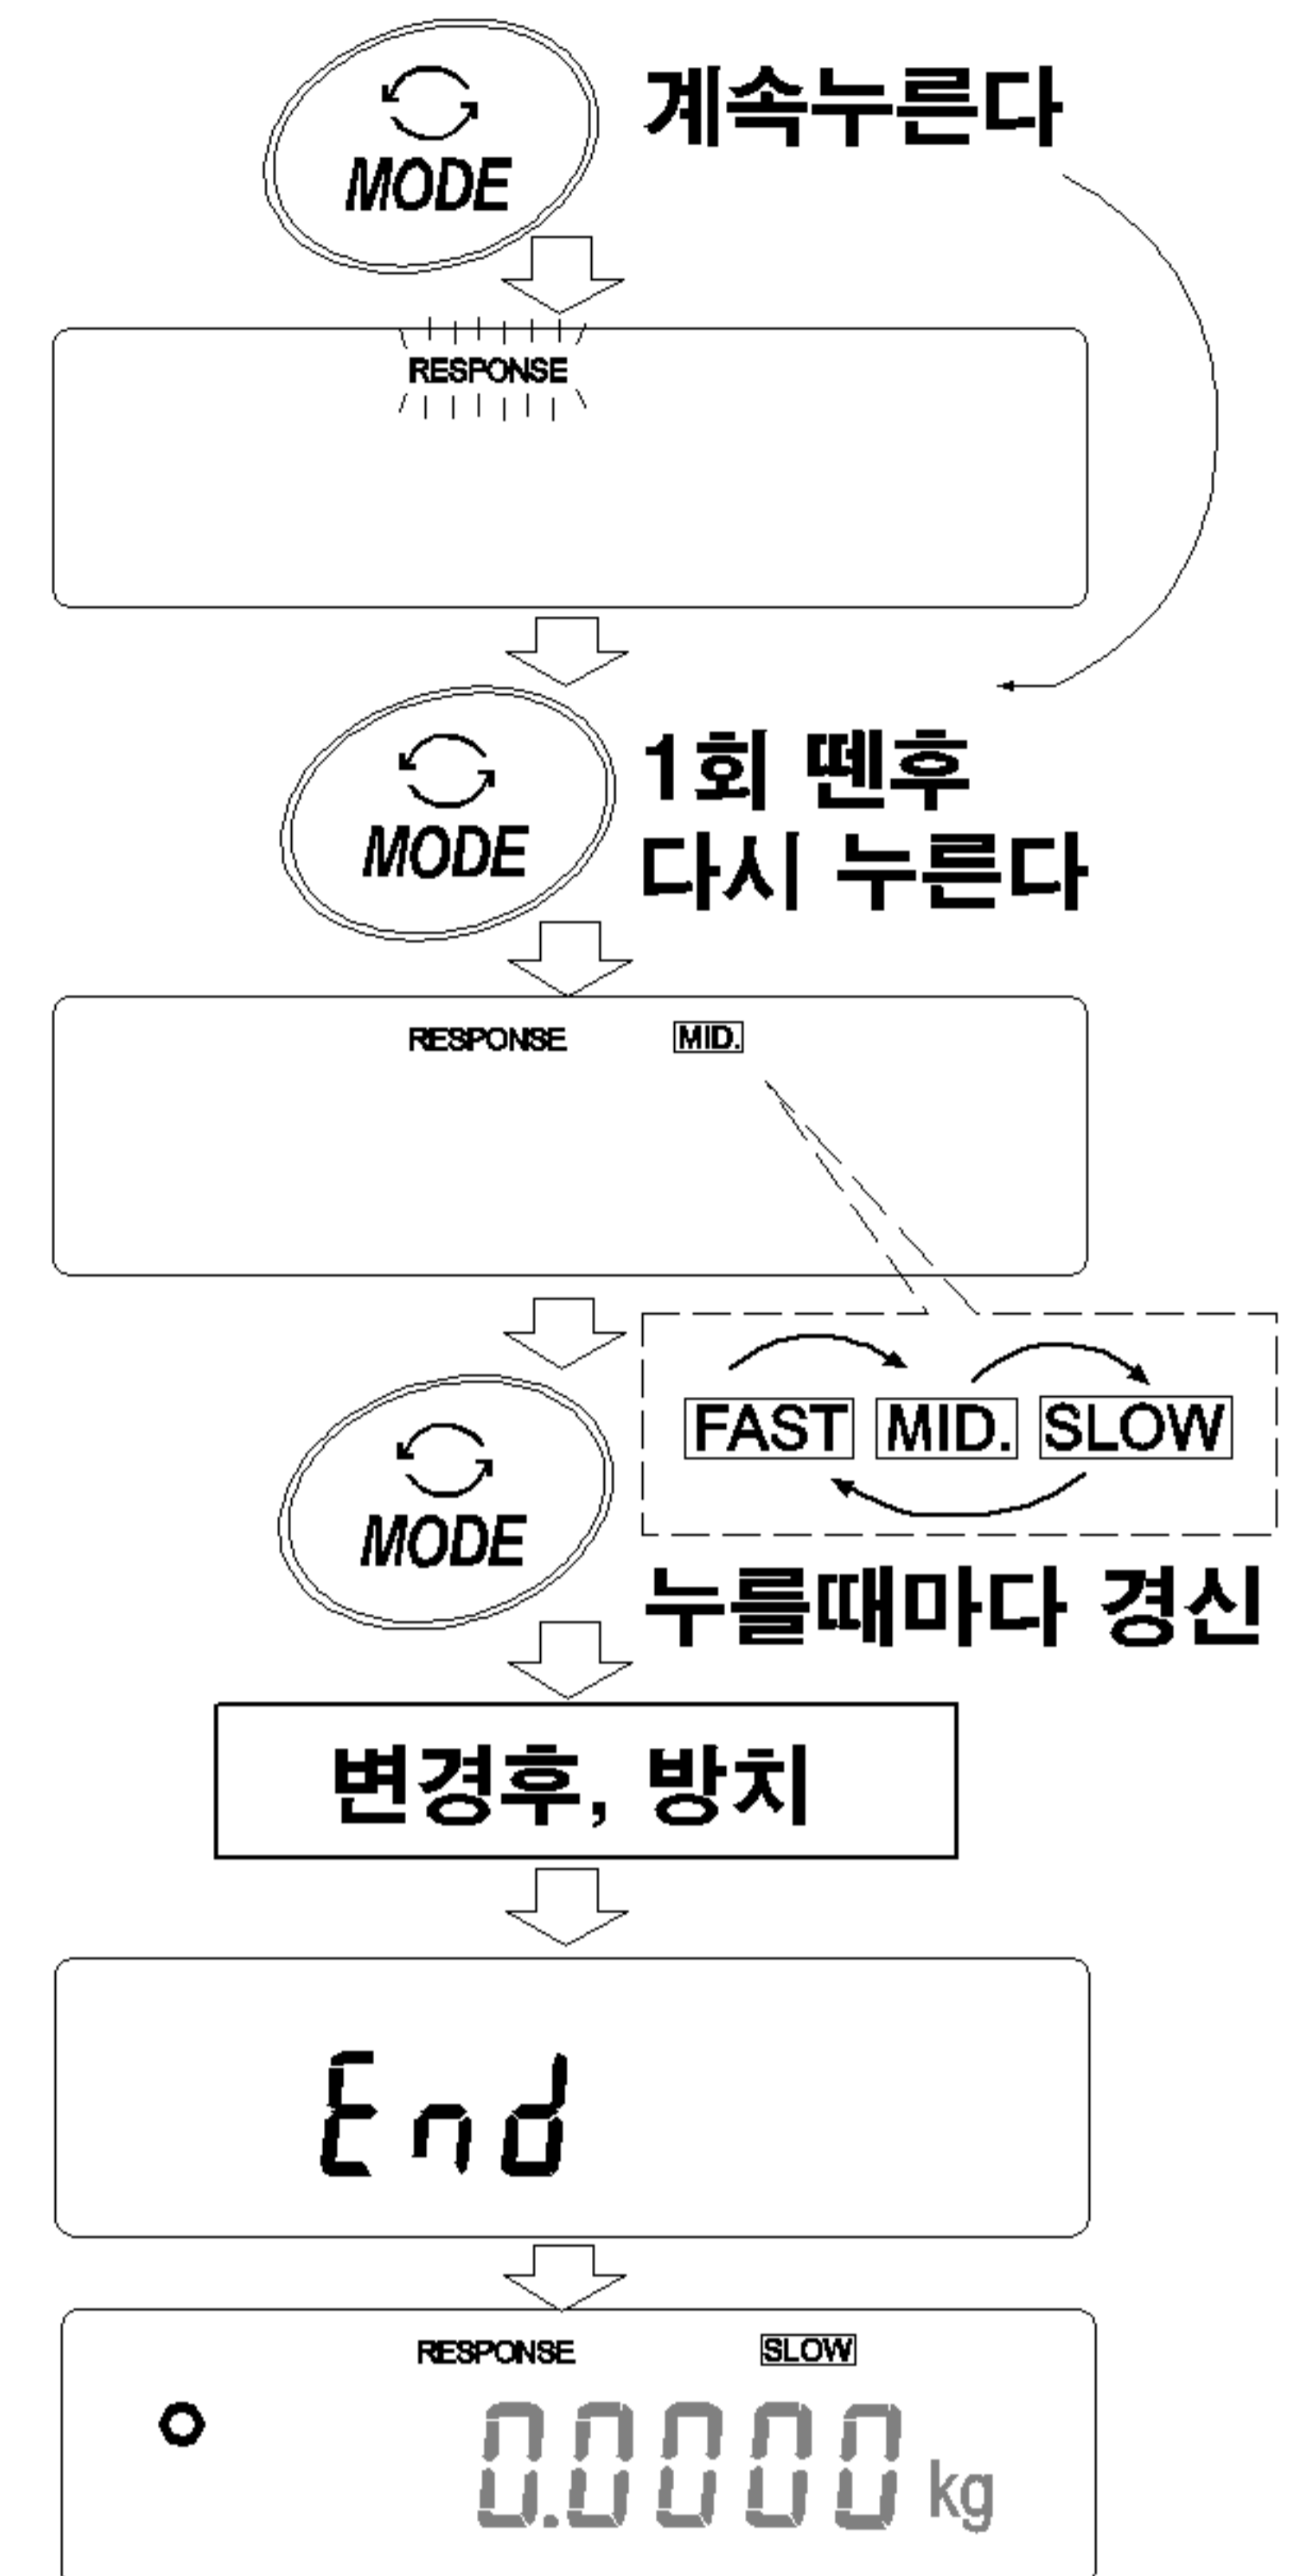 MODE
계속누른다
RESPONSE
MODE
1회 뗀후
다시 누른다
RESPONSE MID.
FAST MID. SLOW
MODE
누를때마다 경신
변경후, 방치
End
RESPONSE SLOW
0.0000 kg